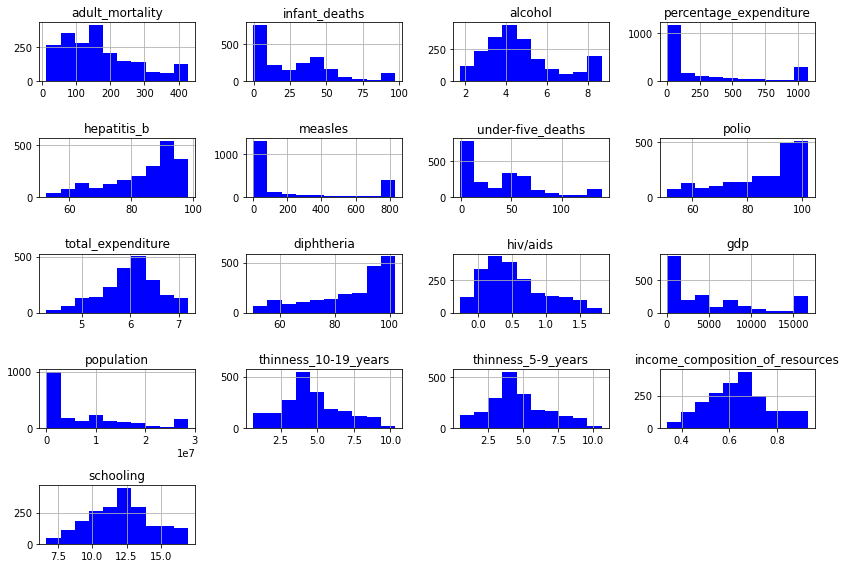 adult_mortality infant_deaths alcohol percentage_expenditure
250 0 500 0 250 0 1000 0
0 100 200 300 400 0 25 50 75 100 2 4 6 8 0 250 500 750 1000
hepatitis_b measles under-five_deaths polio
500 0 1000 0 500 0 500 0
60 80 100 0 200 400 600 800 0 50 100 60 80 100
total_expenditure diphtheria hiv/aids gdp
500 250 0 500 0 250 0 500 0
5 6 7 60 80 100 0.0 0.5 1.0 1.5 0 5000 10000 15000
population thinness_10-19_years thinness_5-9_years income_composition_of_resources
1000 0 500 0 500 0 250 0
0 1 2 3 2.5 5.0 7.5 10.0 2.5 5.0 7.5 10.0 0.4 0.6 0.8
1e7
schooling
250
0
7.5 10.0 12.5 15.0